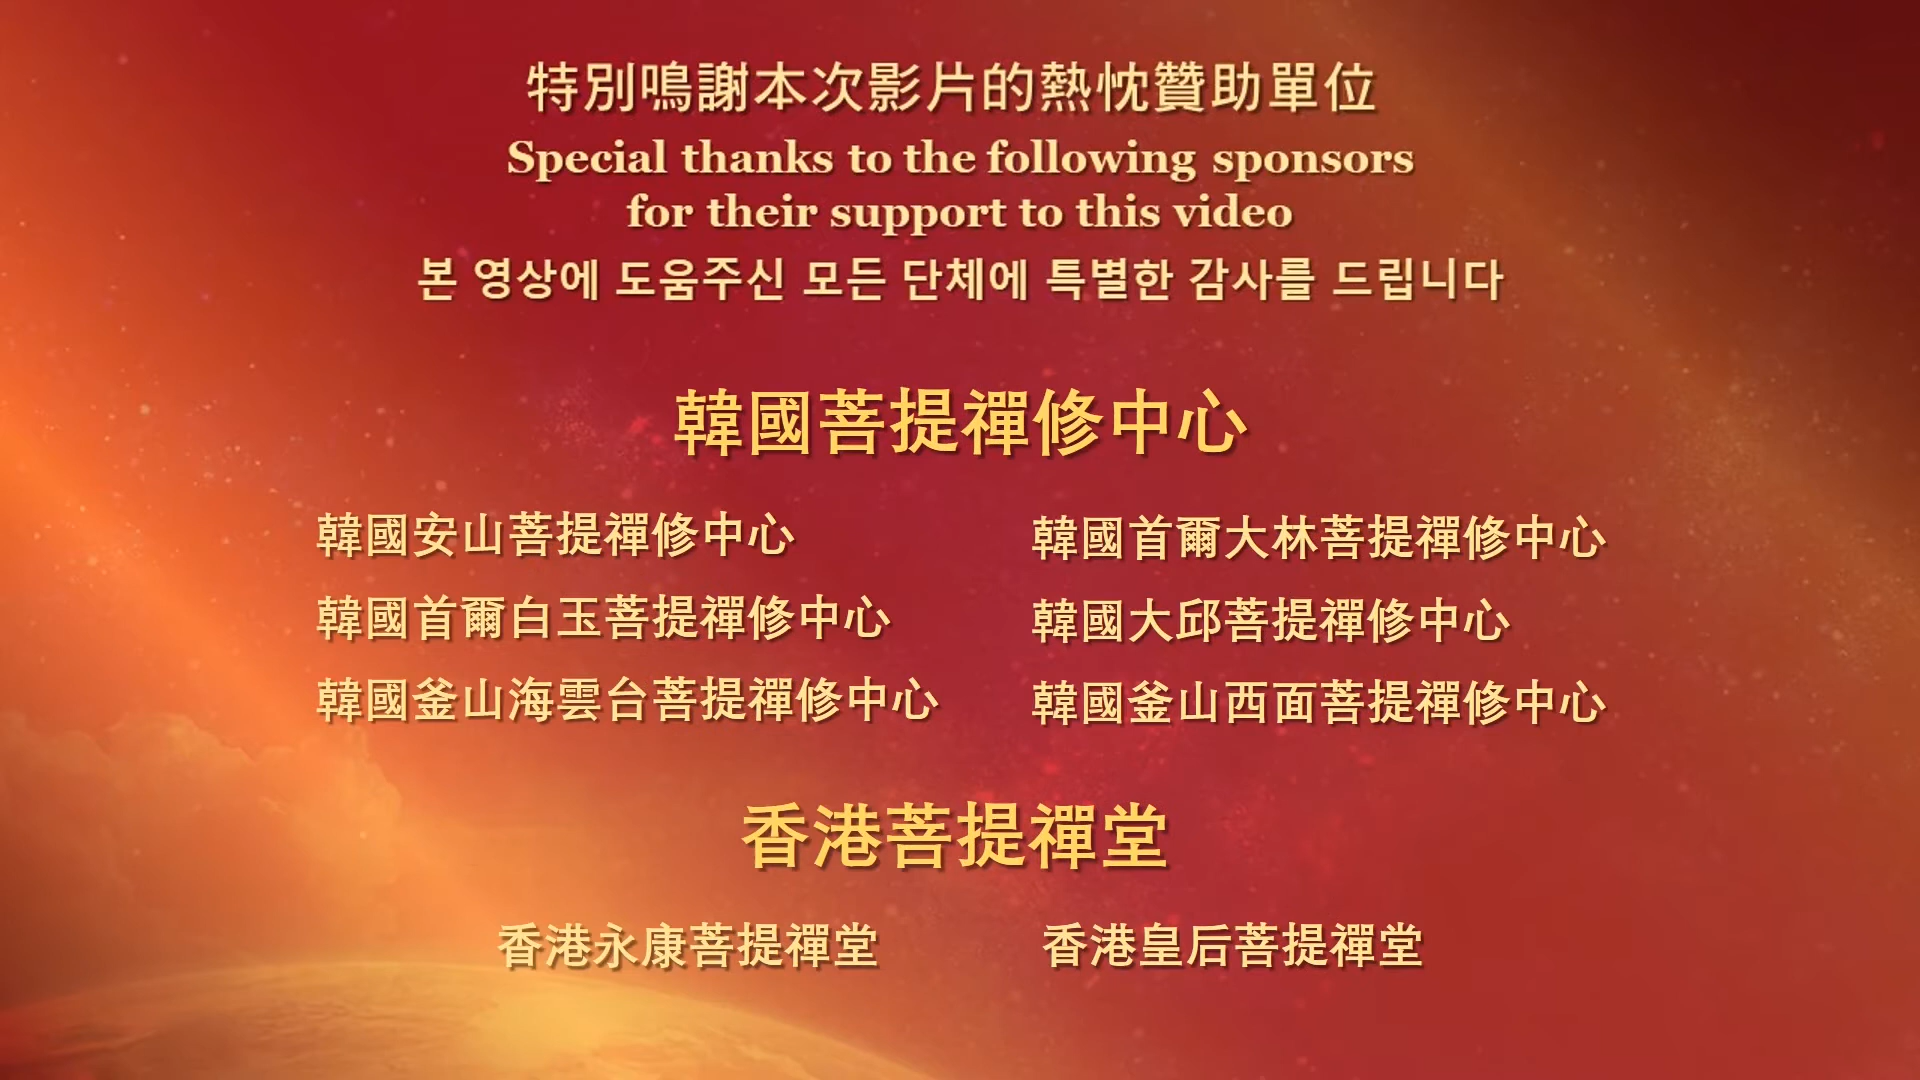 特別鳴謝本次影片的熱忱贊助單位
Special thanks to the following sponsors
for their support to this video
본 영상에 도움주신 모든 단체에 특별한 감사를 드립니다
韓國菩提禪修中心
韓國安山菩提禪修中心
韓國首爾大林菩提禪修中心
韓國首爾白玉菩提禪修中心
韓國大邱菩提禪修中心
韓國釜山海雲台菩提禪修中心
韓國釜山西面菩提禪修中心
香港菩提禪堂
香港永康菩提禪堂
香港皇后菩提禪堂